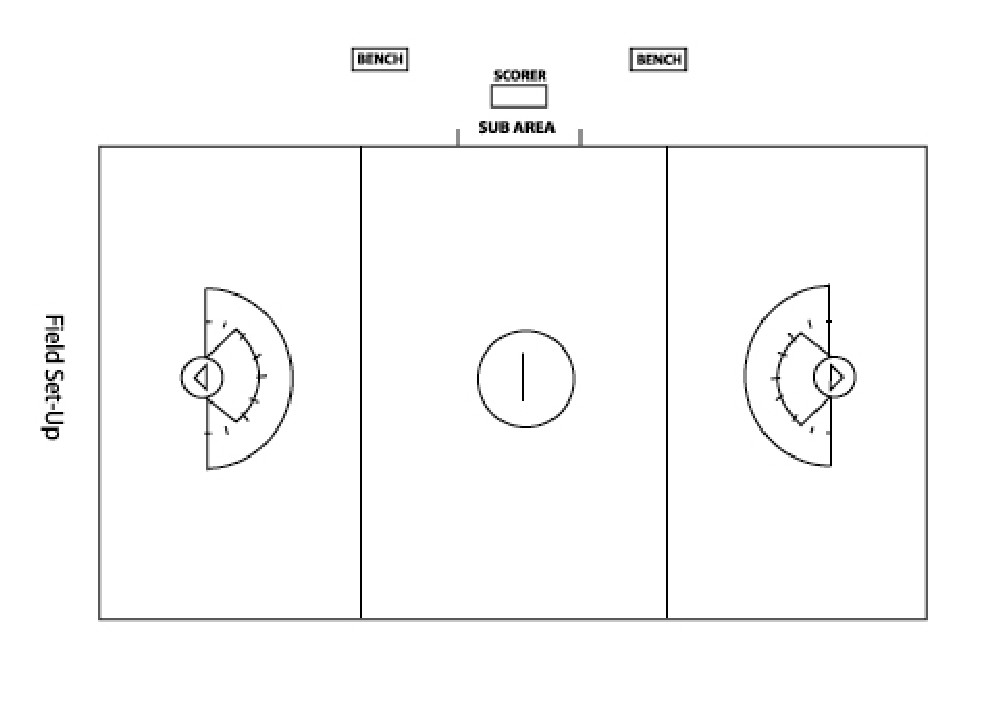 BENCH
BENCH
SCORER
SUB AREA
Field Set-Up